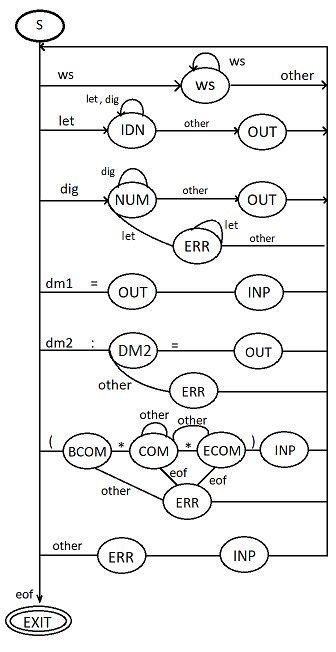 S
ws
ws
ws
other
let
let, dig
IDN
other
OUT
dig
dig
NUM
other
OUT
let
ERR
let
other
dm1 =
OUT
INP
dm2 :
DM2
=
OUT
other
ERR
other
other
(
BCOM
*
COM
*
ECOM
)
INP
eof
eof
other
ERR
other
ERR
INP
eof
EXIT